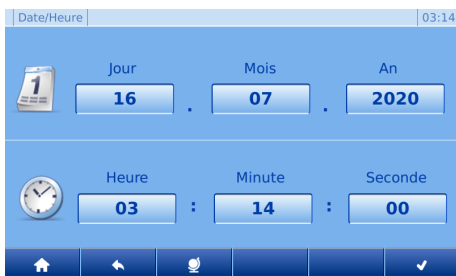 Date/Heure 03:14
Jour Mois An
16 . 07 . 2020
Heure Minute Seconde
03 : 14 : 00